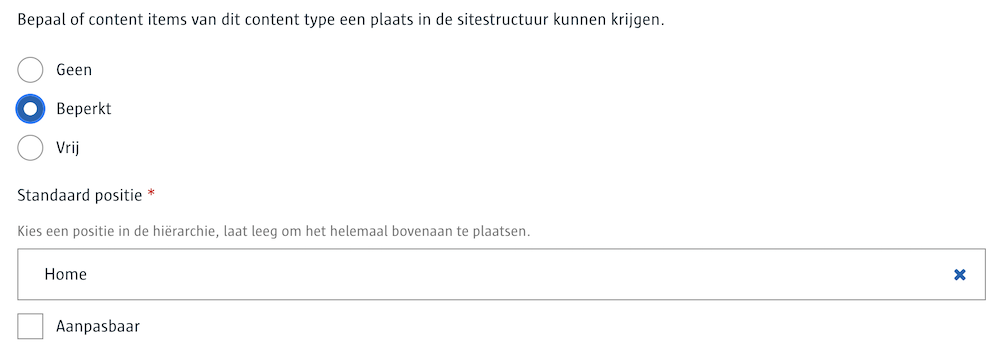 Bepaal of content items van dit content type een plaats in de sitestructuur kunnen krijgen.
Geen
Beperkt
Vrij
Standaard positie *
Kies een positie in de hiërarchie, laat leeg om het helemaal bovenaan te plaatsen.
Home
Aanpasbaar